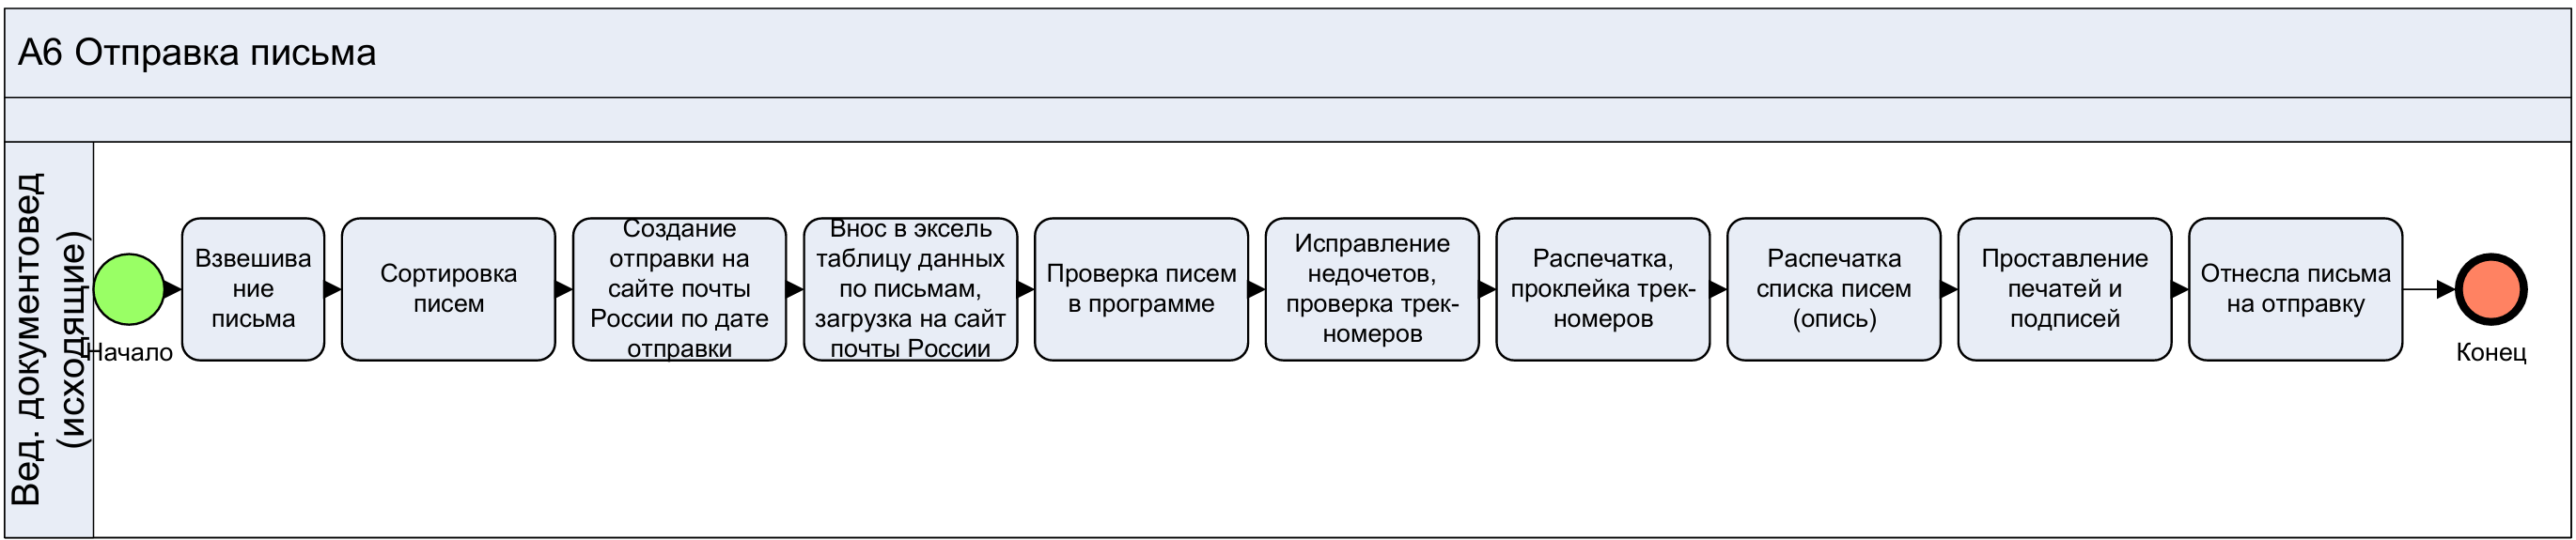 А6 Отправка письма
Вед. документовед
(исходящие)
Начало
Взвешива
ние
письма
Сортировка
писем
Создание
отправки на
сайте почты
России по дате
отправки
Внос в эксель
таблицу данных
по письмам,
загрузка на сайт
почты России
Проверка писем
в программе
Исправление
недочетов,
проверка трек-
номеров
Распечатка,
проклейка трек-
номеров
Распечатка
списка писем
(опись)
Проставление
печатей и
подписей
Отнесла письма
на отправку
Конец